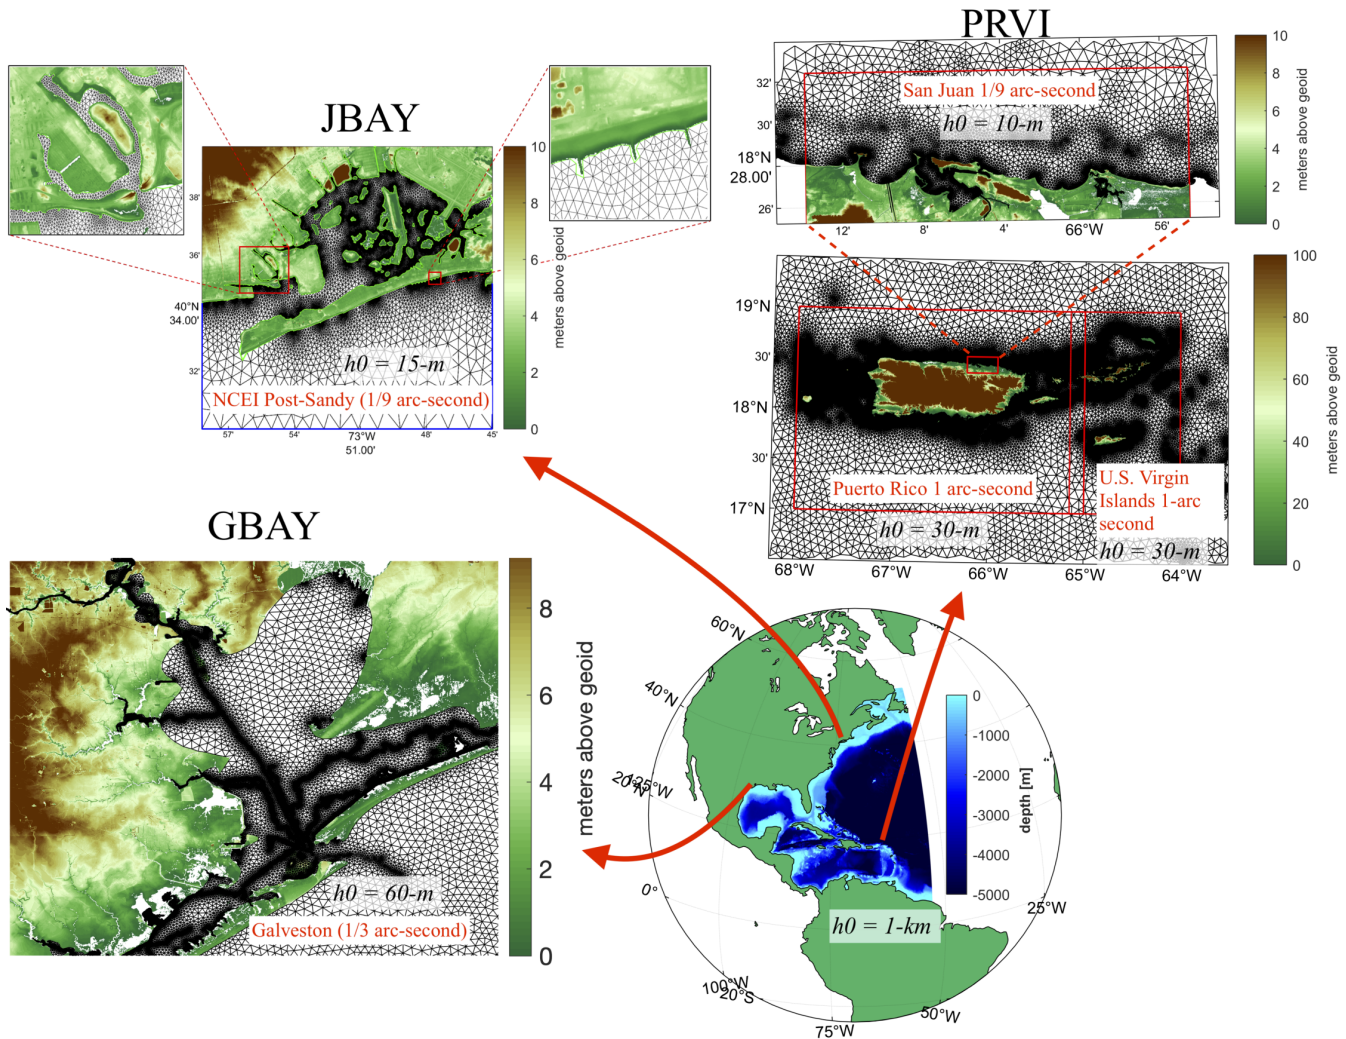 JBAY
10
8
6
4
2
0
meters above geoid
38'
36'
40°N
34.00'
32'
57'
54'
73°W
51.00'
48'
45'
h0 = 15-m
NCEI Post-Sandy (1/9 arc-second)
PRVI
San Juan 1/9 arc-second
h0 = 10-m
32'
30'
18°N
28.00'
26'
12'
8'
4'
66°W
56'
10
8
6
4
2
0
meters above geoid
19°N
30'
18°N
30'
17°N
68°W
67°W
66°W
65°W
64°W
Puerto Rico 1 arc-second
h0 = 30-m
U.S. Virgin
Islands 1-arc
second
h0 = 30-m
100
80
60
40
20
0
meters above geoid
GBAY
h0 = 60-m
Galveston (1/3 arc-second)
8
6
4
2
0
meters above geoid
60°N
40°N
20°N
125°W
0°
20°S
100°W
75°W
50°W
25°W
0
-1000
-2000
-3000
-4000
-5000
depth [m]
h0 = 1-km